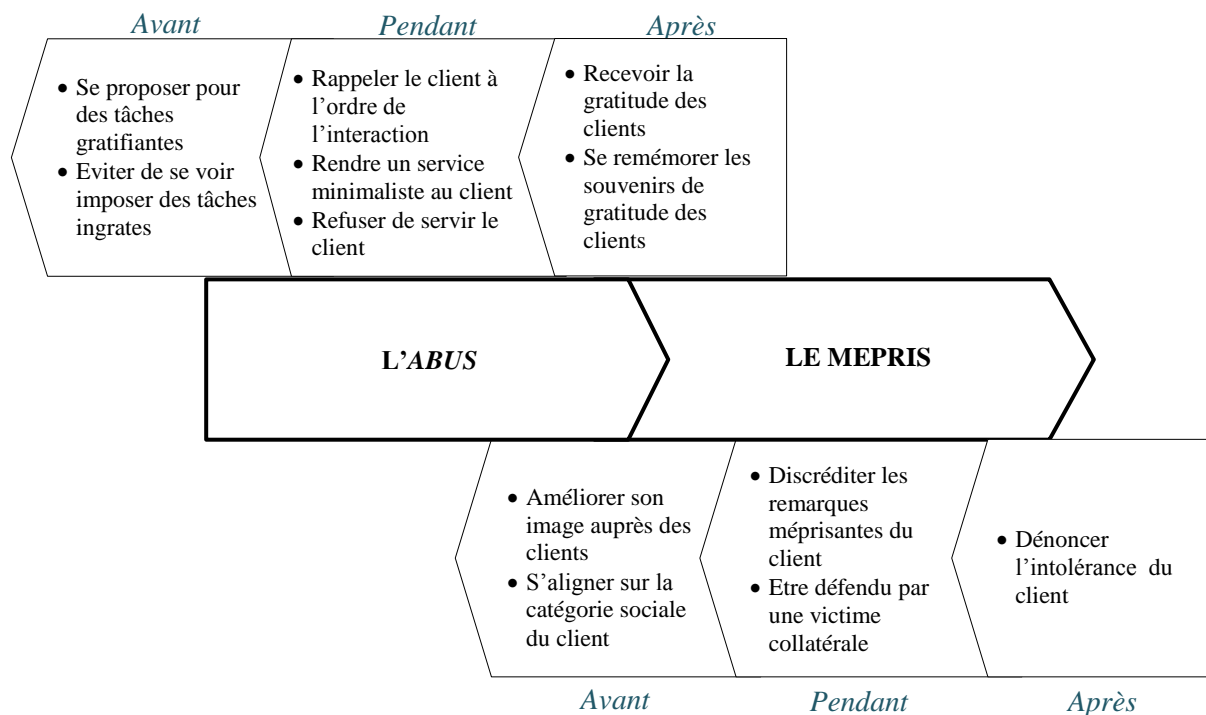 Avant
Pendant
Après
• Se proposer pour
des tâches
gratifiantes
• Eviter de se voir
imposer des tâches
ingrates
• Rappeler le client à
l’ordre de
l’interaction
• Rendre un service
minimaliste au client
• Refuser de servir le
client
• Recevoir la
gratitude des
clients
• Se remémorer les
souvenirs de
gratitude des
clients
L’ABUS
LE MEPRIS
• Améliorer son
image auprès des
clients
• S’aligner sur la
catégorie sociale
du client
• Discréditer les
remarques
méprisantes du
client
• Etre défendu par
une victime
collatérale
• Dénoncer
l’intolérance du
client
Avant
Pendant
Après